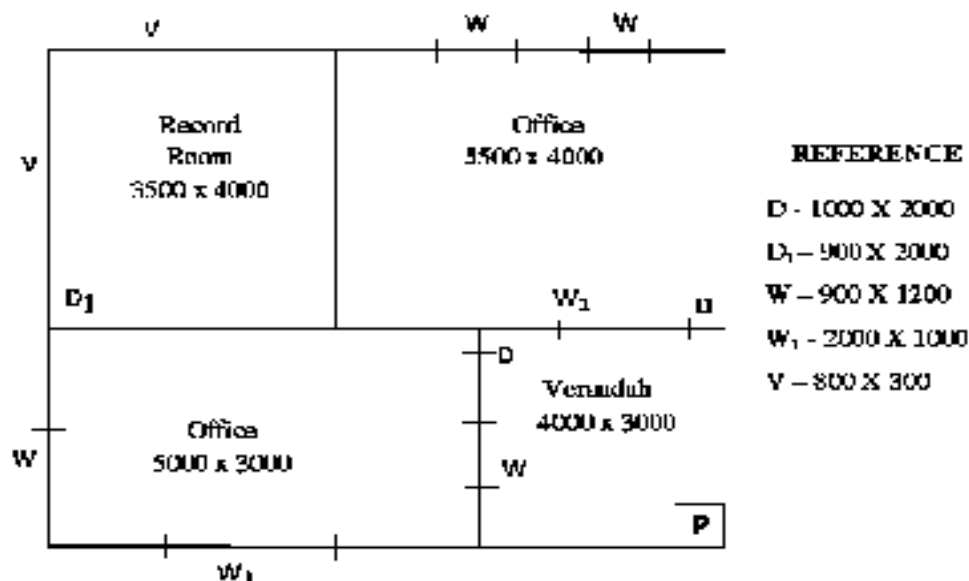 V
W
W
Record
Room
3500 x 4000
Office
5500 x 4000
V
D₁
W₁
D
Verandah
4000 x 3000
Office
5000 x 3000
W
W
P
W₁
REFERENCE
D - 1000 X 2000
D₁ – 900 X 2000
W – 900 X 1200
W₁ - 2000 X 1000
V – 800 X 300